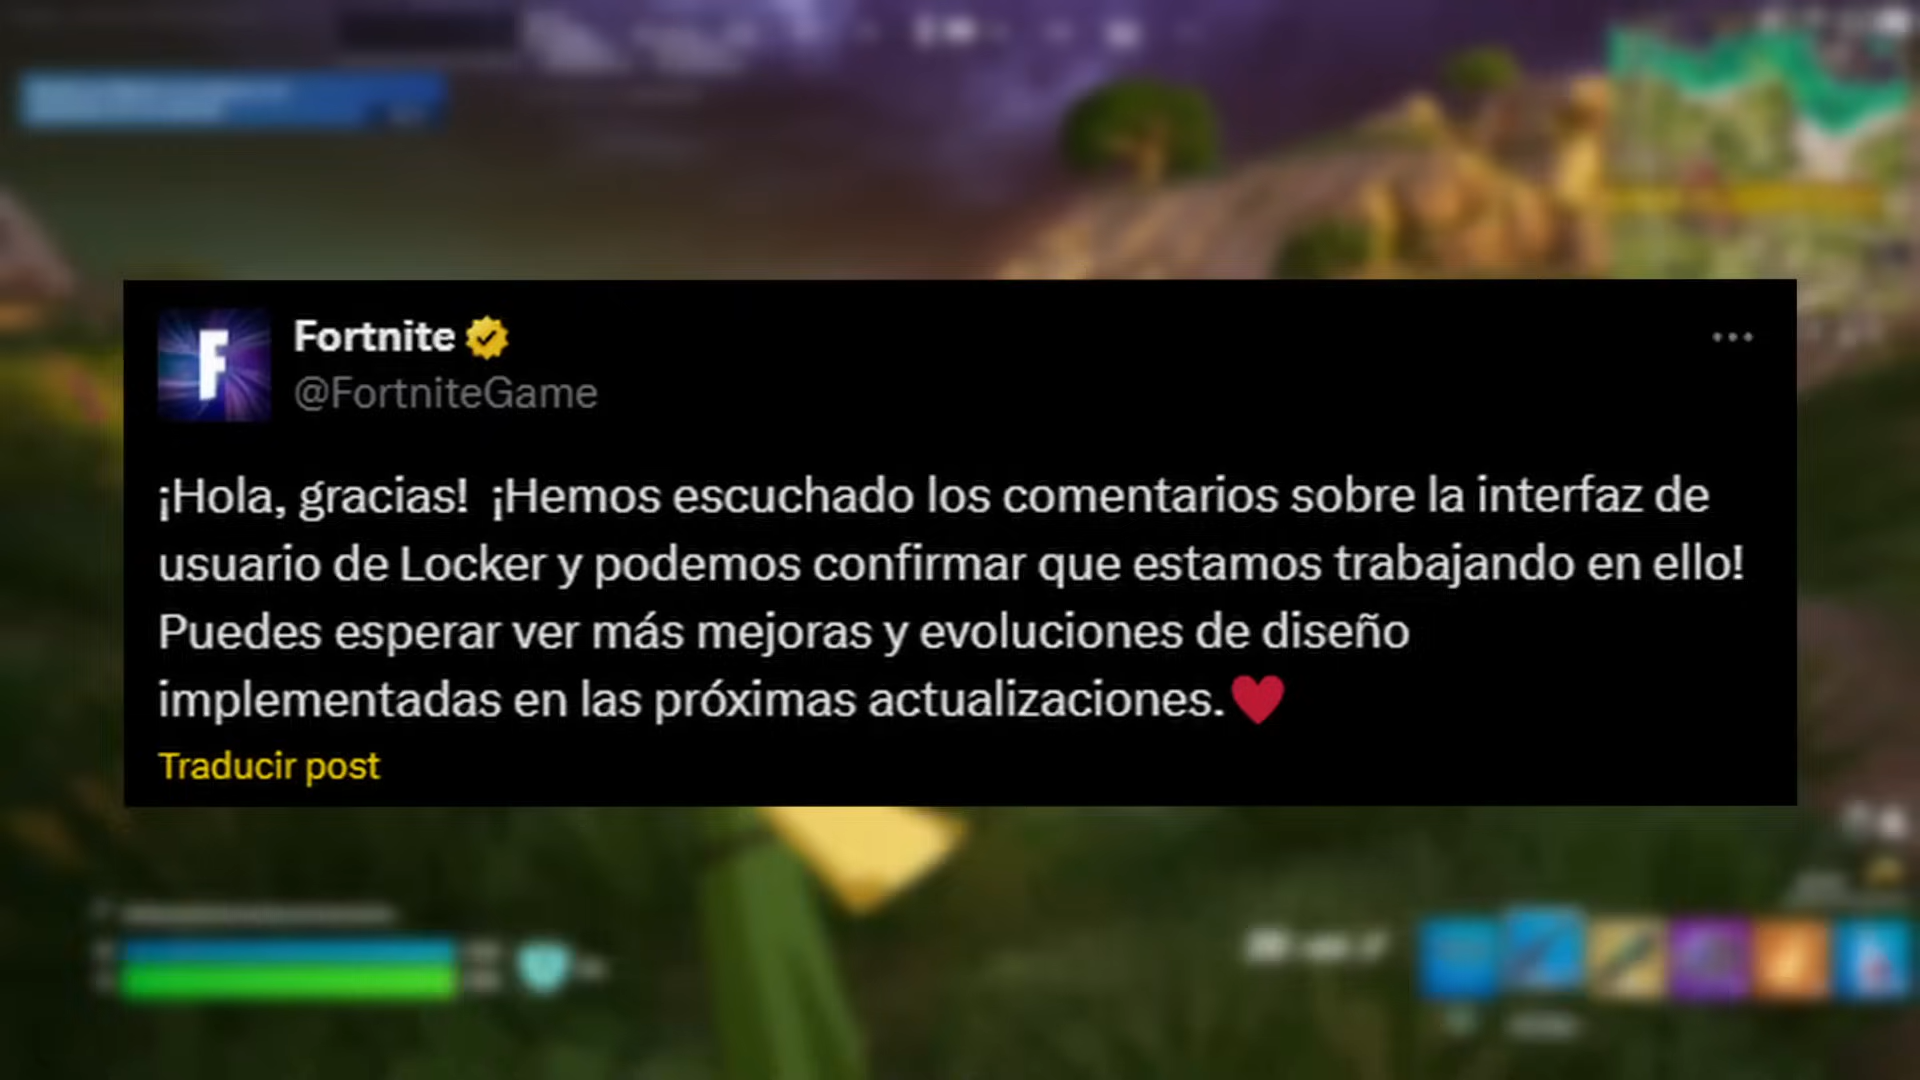 Fortnite
@FortniteGame
¡Hola, gracias! ¡Hemos escuchado los comentarios sobre la interfaz de
usuario de Locker y podemos confirmar que estamos trabajando en ello!
Puedes esperar ver más mejoras y evoluciones de diseño
implementadas en las próximas actualizaciones.❤️
Traducir post